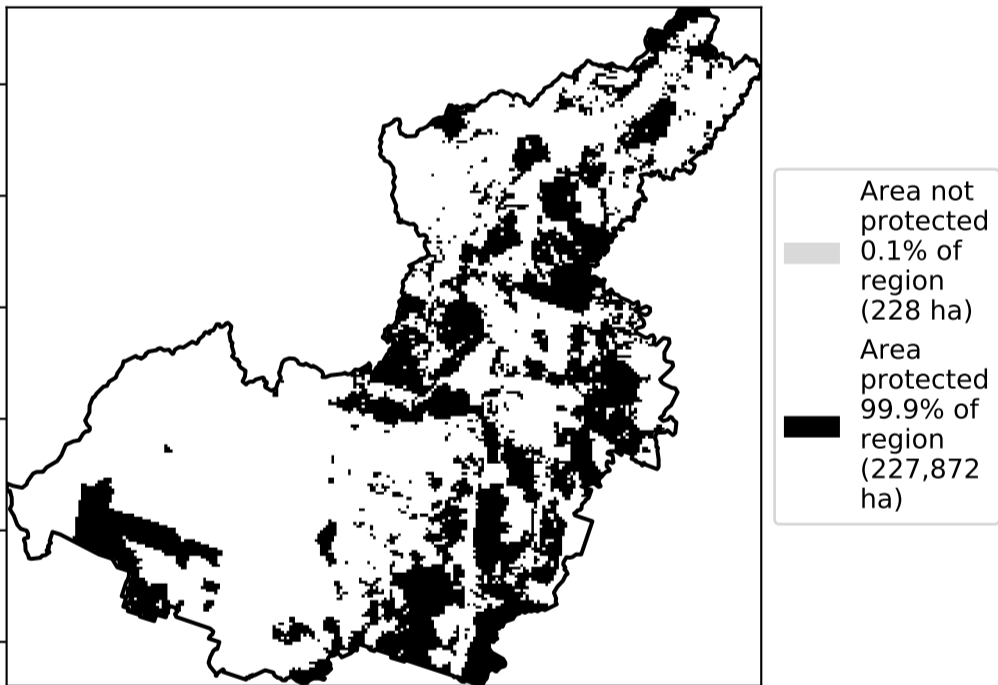 Area not
protected
0.1% of
region
(228 ha)
Area
protected
99.9% of
region
(227,872
ha)